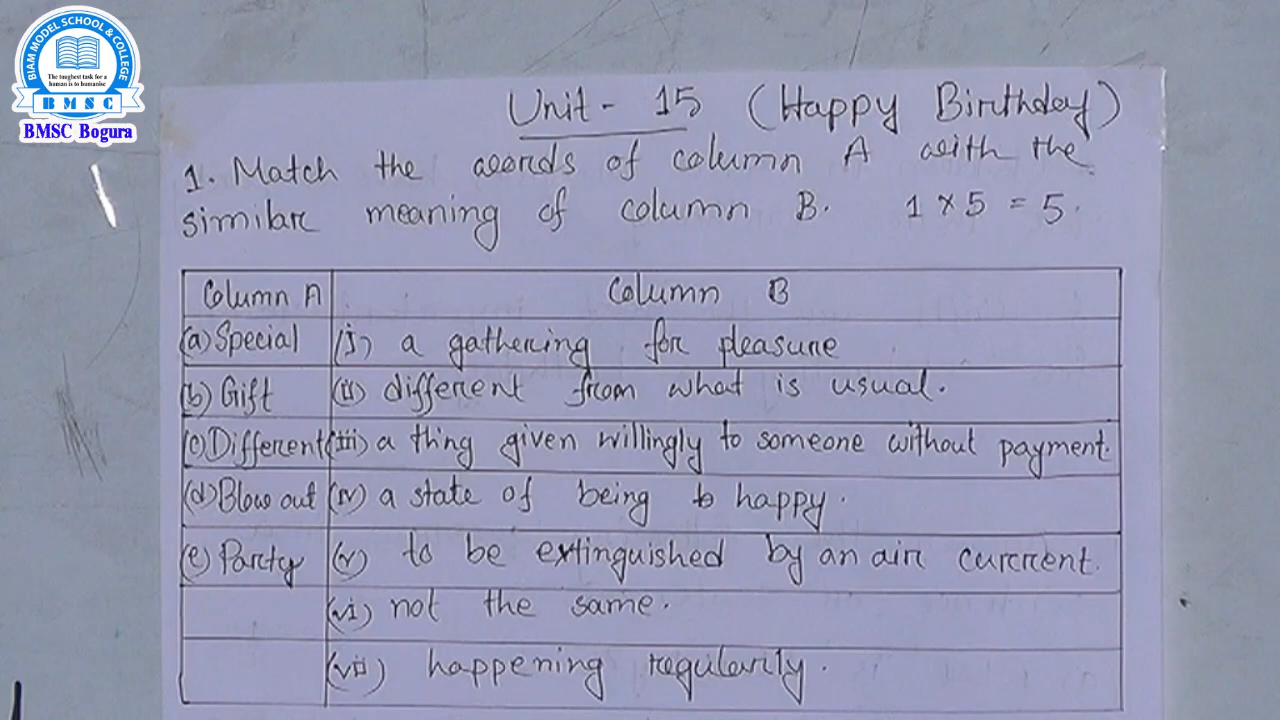 BIAM MODEL SCHOOL & COLLEGE
The toughest task for a
human is to humanise
B M S C
BMSC Bogura
Unit - 15 (Happy Birthday)
1. Match the words of column A with the
similar meaning of column B. 1 × 5 = 5.
Column A Column B
(a) Special (i) a gathering for pleasure
(b) Gift (ii) different from what is usual.
(c) Different (iii) a thing given willingly to someone without payment.
(d) Blow out (iv) a state of being happy.
(e) Party (v) to be extinguished by an air current.
(vi) not the same.
(vii) happening regularly.